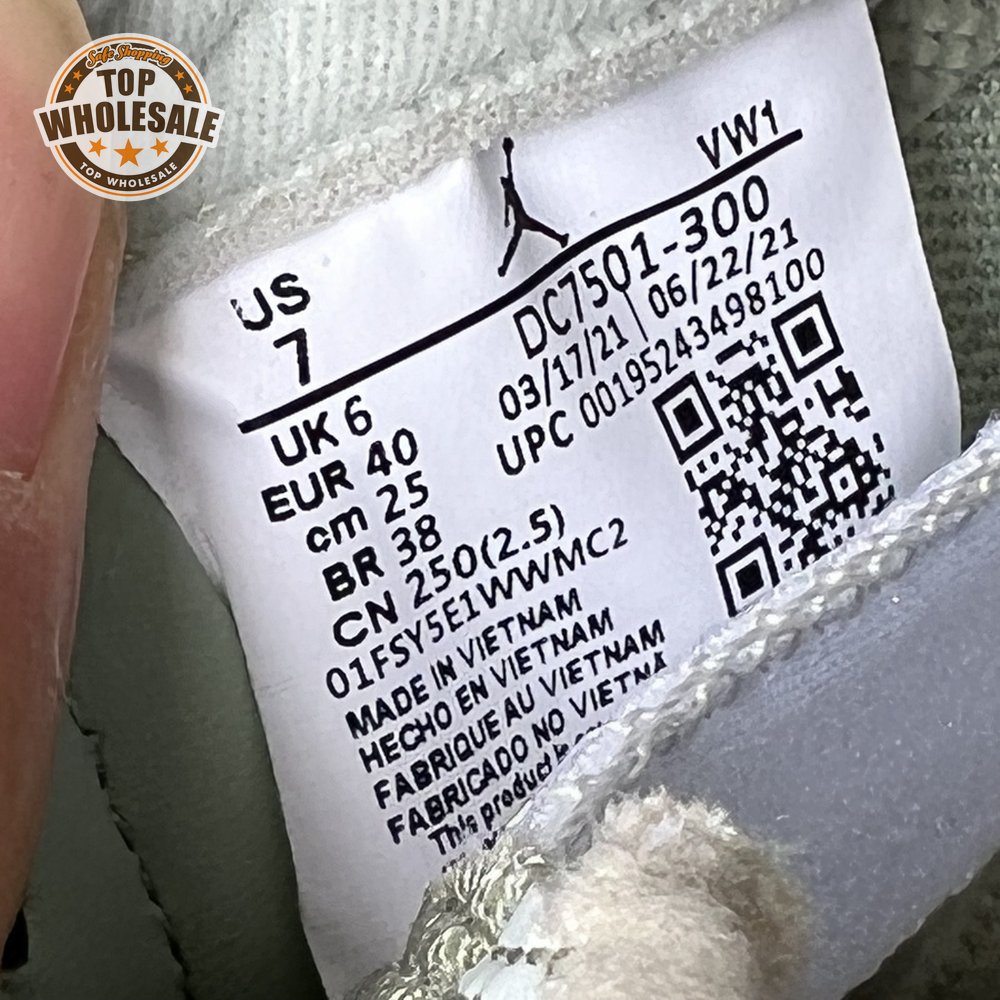 Safe Shopping
TOP
WHOLESALE
TOP WHOLESALE
VW1
US
7
DC7501-300
03/17/21 | 06/22/21
UPC 00195243498100
UK 6
EUR 40
cm 25
BR 38
CN 250(2.5)
01FSY5E1WWMC2
MADE IN VIETNAM
HECHO EN VIETNAM
FABRIQUE AU VIETNAM
FABRICADO NO VIETNA
This product